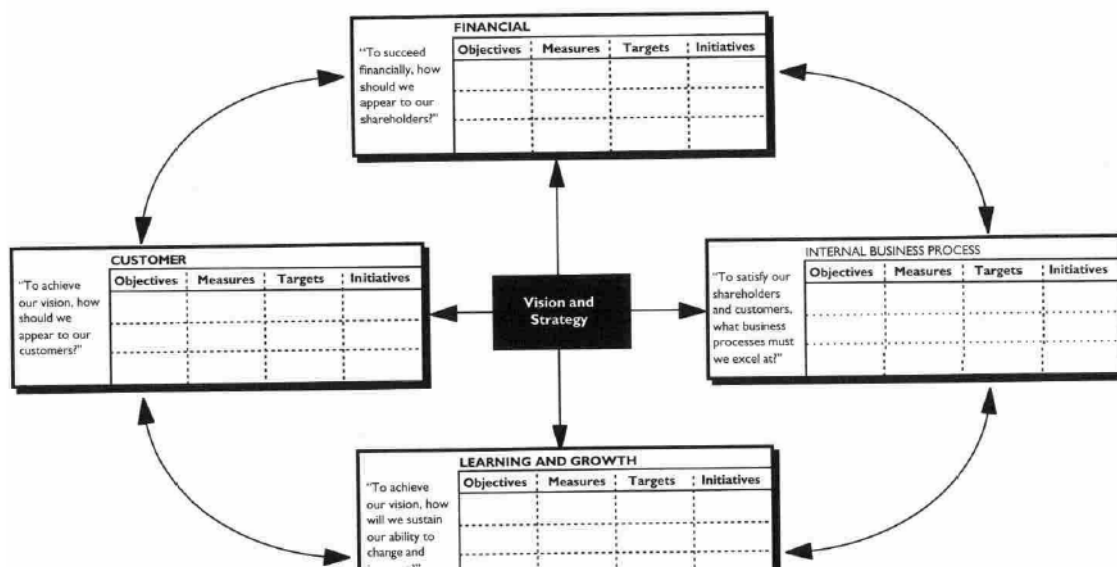 FINANCIAL
"To succeed
financially, how
should we
appear to our
shareholders?"
Objectives Measures Targets Initiatives
CUSTOMER
"To achieve
our vision, how
should we
appear to our
customers?"
Objectives Measures Targets Initiatives
Vision and
Strategy
INTERNAL BUSINESS PROCESS
"To satisfy our
shareholders
and customers,
what business
processes must
we excel at?"
Objectives Measures Targets Initiatives
LEARNING AND GROWTH
"To achieve
our vision, how
will we sustain
our ability to
change and
Objectives Measures Targets Initiatives